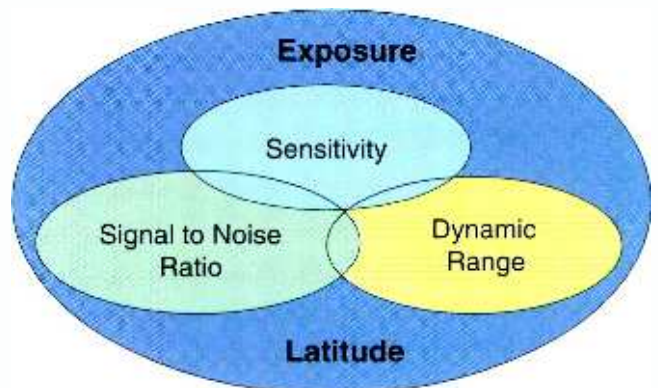 Exposure
Sensitivity
Signal to Noise
Ratio
Dynamic
Range
Latitude